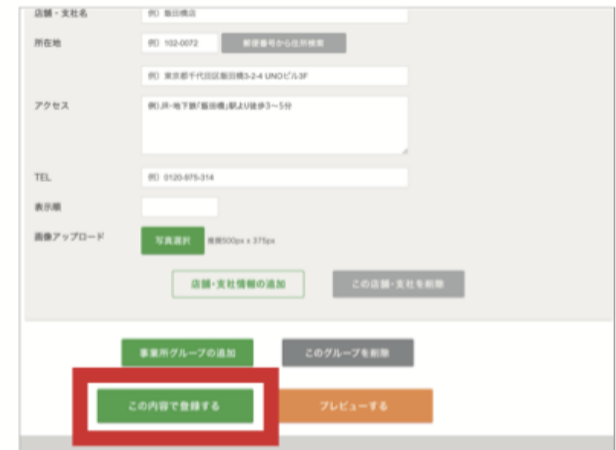 店舗・支社名 例）飯田橋店
所在地 例）102-0072 郵便番号から住所検索
例）東京都千代田区飯田橋3-2-4 UNOビル3F
アクセス 例）JR・地下鉄「飯田橋」駅より徒歩3〜5分
TEL 例）0120-975-314
表示順
画像アップロード 写真選択 推奨500px x 375px
店舗・支社情報の追加 この店舗・支社を削除
事業所グループの追加 このグループを削除
この内容で登録する プレビューする